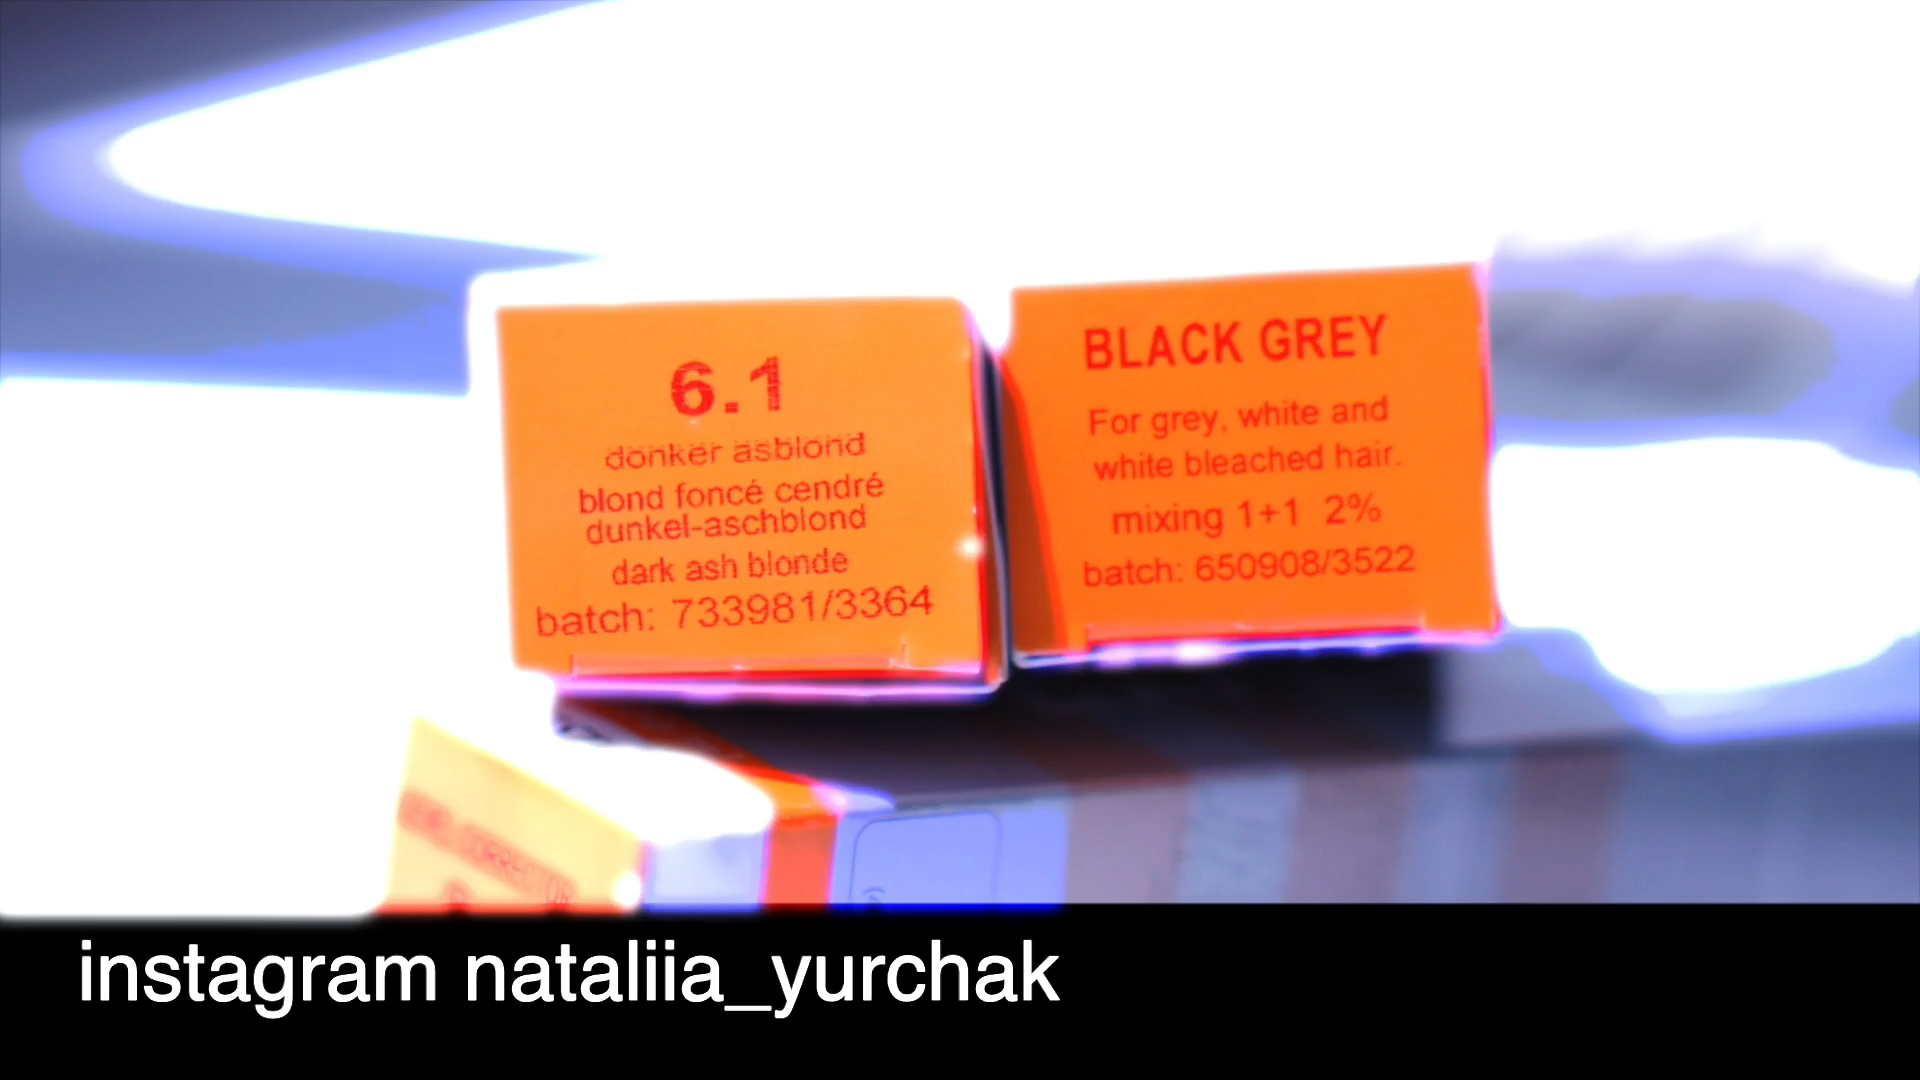 6.1
donker asblond
blond foncé cendré
dunkel-aschblond
dark ash blonde
batch: 733981/3364
BLACK GREY
For grey, white and
white bleached hair.
mixing 1+1 2%
batch: 650908/3522
CORRECTOR
instagram nataliia_yurchak